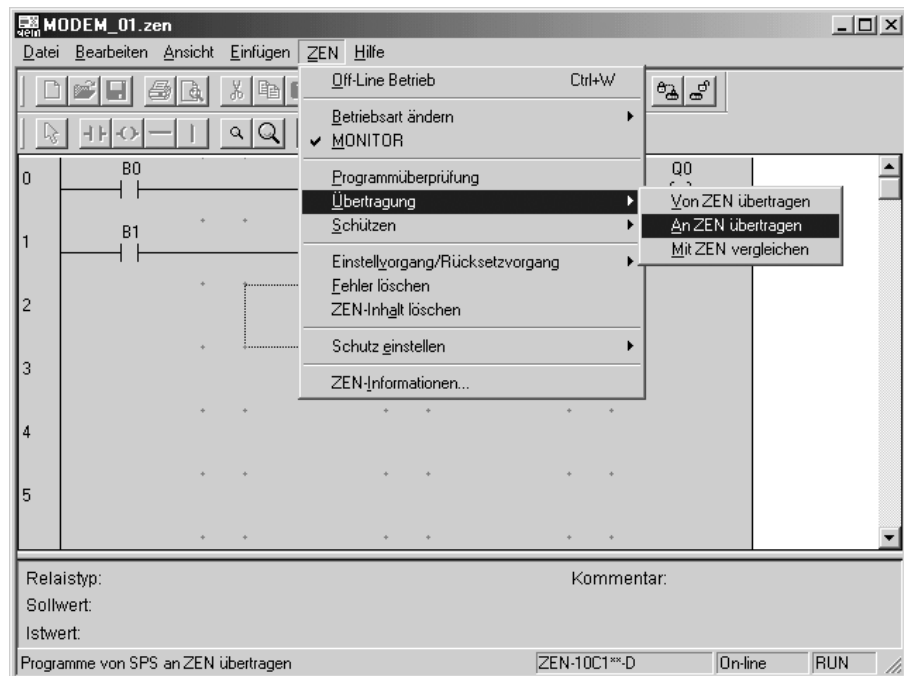 MODEM_01.zen
Datei Bearbeiten Ansicht Einfügen ZEN Hilfe
Off-Line Betrieb Ctrl+W
Betriebsart ändern
MONITOR
Programmüberprüfung
Übertragung
Schützen
Einstellvorgang/Rücksetzvorgang
Fehler löschen
ZEN-Inhalt löschen
Schutz einstellen
ZEN-Informationen...
Von ZEN übertragen
An ZEN übertragen
Mit ZEN vergleichen
0 B0 Q0
1 B1
2
3
4
5
Relaistyp: Kommentar:
Sollwert:
Istwert:
Programme von SPS an ZEN übertragen ZEN-10C1**-D On-line RUN